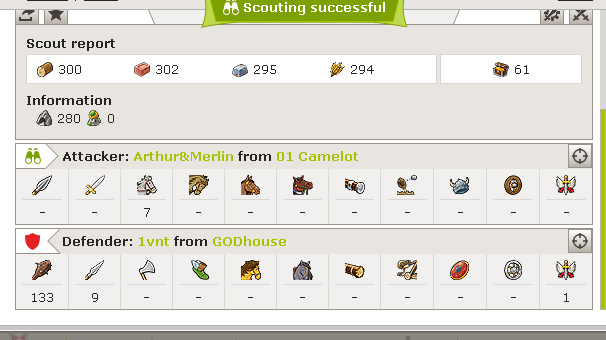 Scouting successful
Scout report
300 302 295 294 61
Information
280 0
Attacker: Arthur&Merlin from 01 Camelot
- - 7 - - - - - - - -
Defender: 1vnt from GODhouse
133 9 - - - - - - - - 1